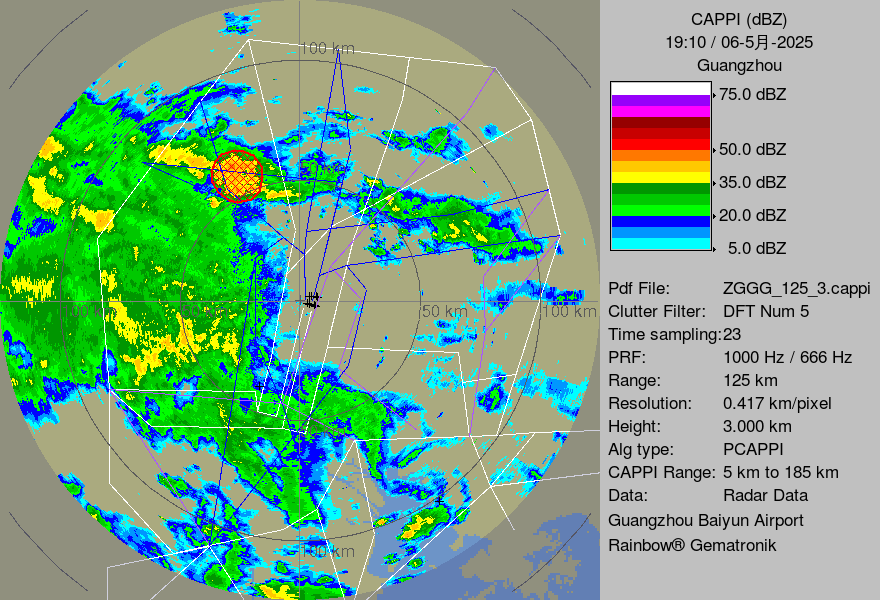 CAPPI (dBZ)
19:10 / 06-5月-2025
Guangzhou
75.0 dBZ
50.0 dBZ
35.0 dBZ
20.0 dBZ
5.0 dBZ
Pdf File: ZGGG_125_3.cappi
Clutter Filter: DFT Num 5
Time sampling:23
PRF: 1000 Hz / 666 Hz
Range: 125 km
Resolution: 0.417 km/pixel
Height: 3.000 km
Alg type: PCAPPI
CAPPI Range: 5 km to 185 km
Data: Radar Data
Guangzhou Baiyun Airport
Rainbow® Gematronik
100 km
50 km
100 km
100 km